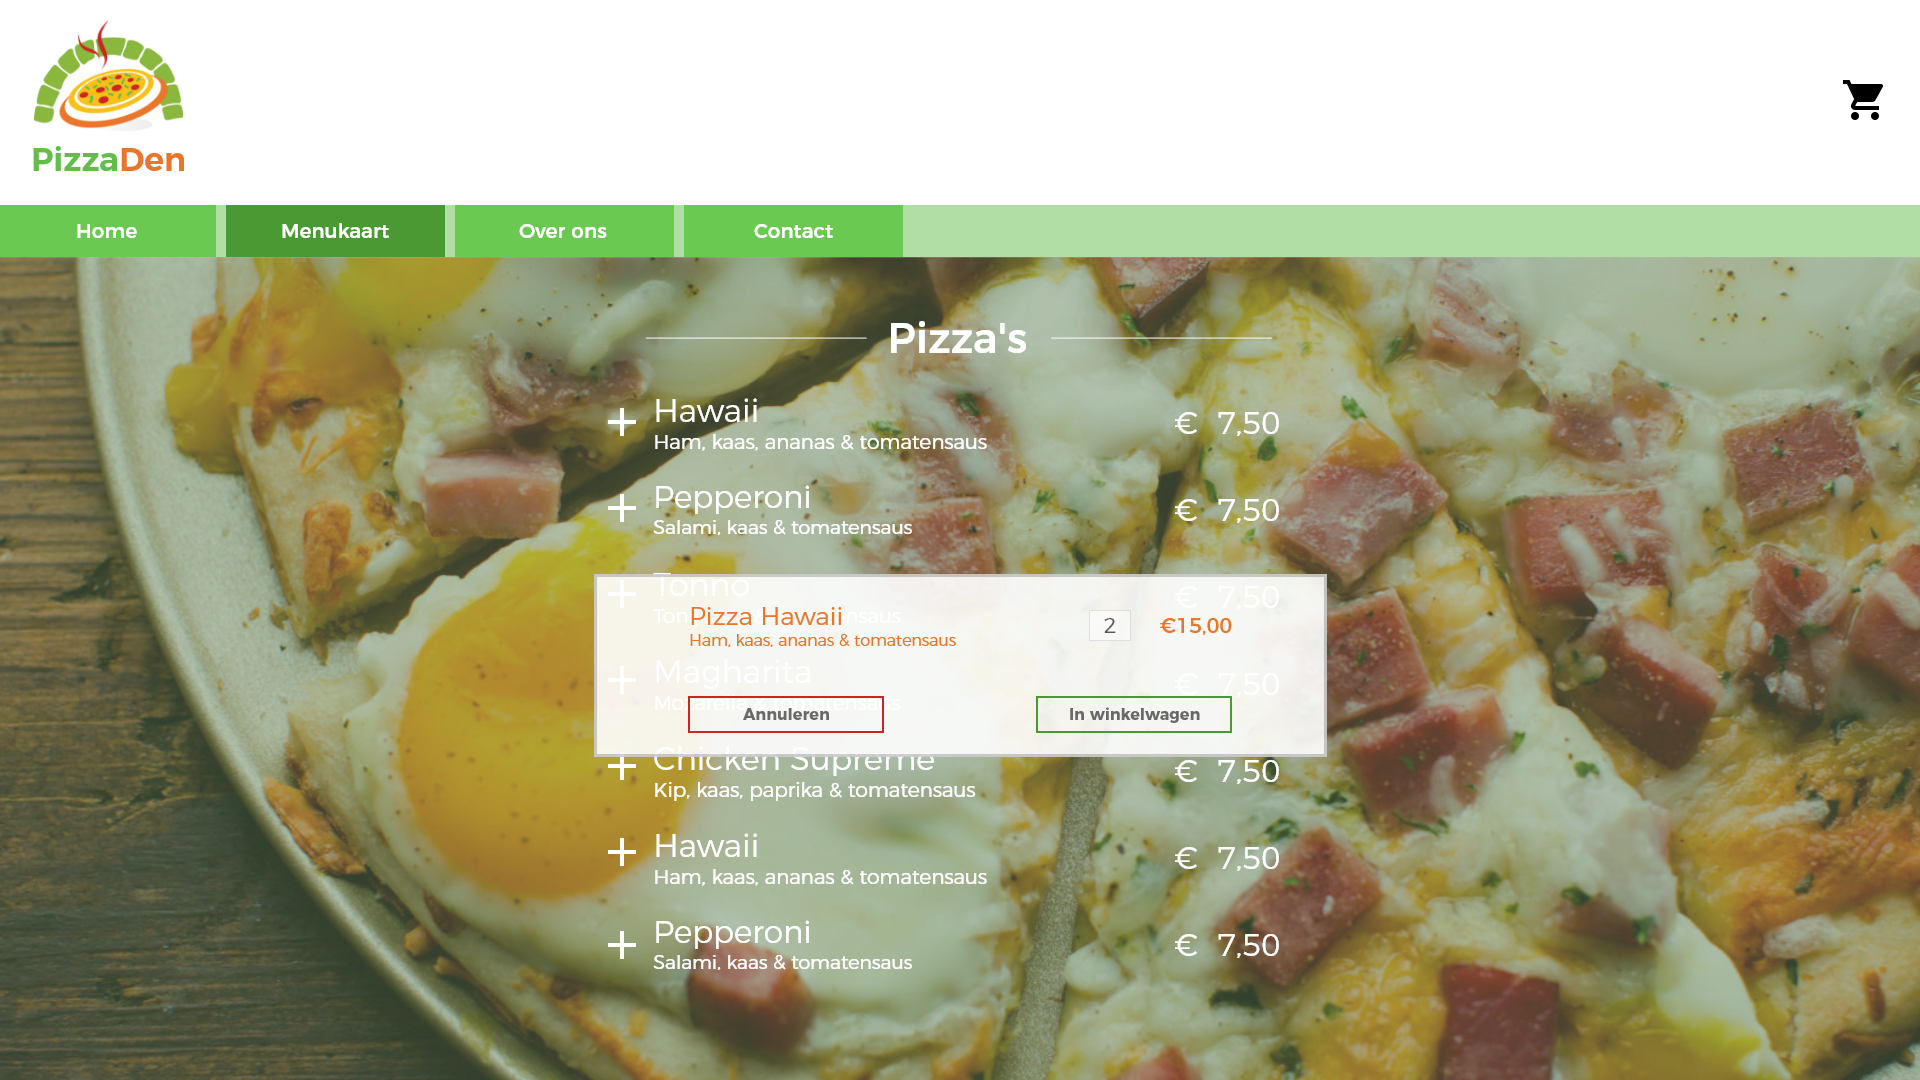 PizzaDen
Home
Menukaart
Over ons
Contact
Pizza's
Hawaii
Ham, kaas, ananas & tomatensaus
€ 7,50
Pepperoni
Salami, kaas & tomatensaus
€ 7,50
Tonno
€ 7,50
Pizza Hawaii
Ham, kaas, ananas & tomatensaus
2
€15,00
Magharita
Mozarella & tomatensaus
€ 7,50
Annuleren
In winkelwagen
Chicken Supreme
Kip, kaas, paprika & tomatensaus
€ 7,50
Hawaii
Ham, kaas, ananas & tomatensaus
€ 7,50
Pepperoni
Salami, kaas & tomatensaus
€ 7,50